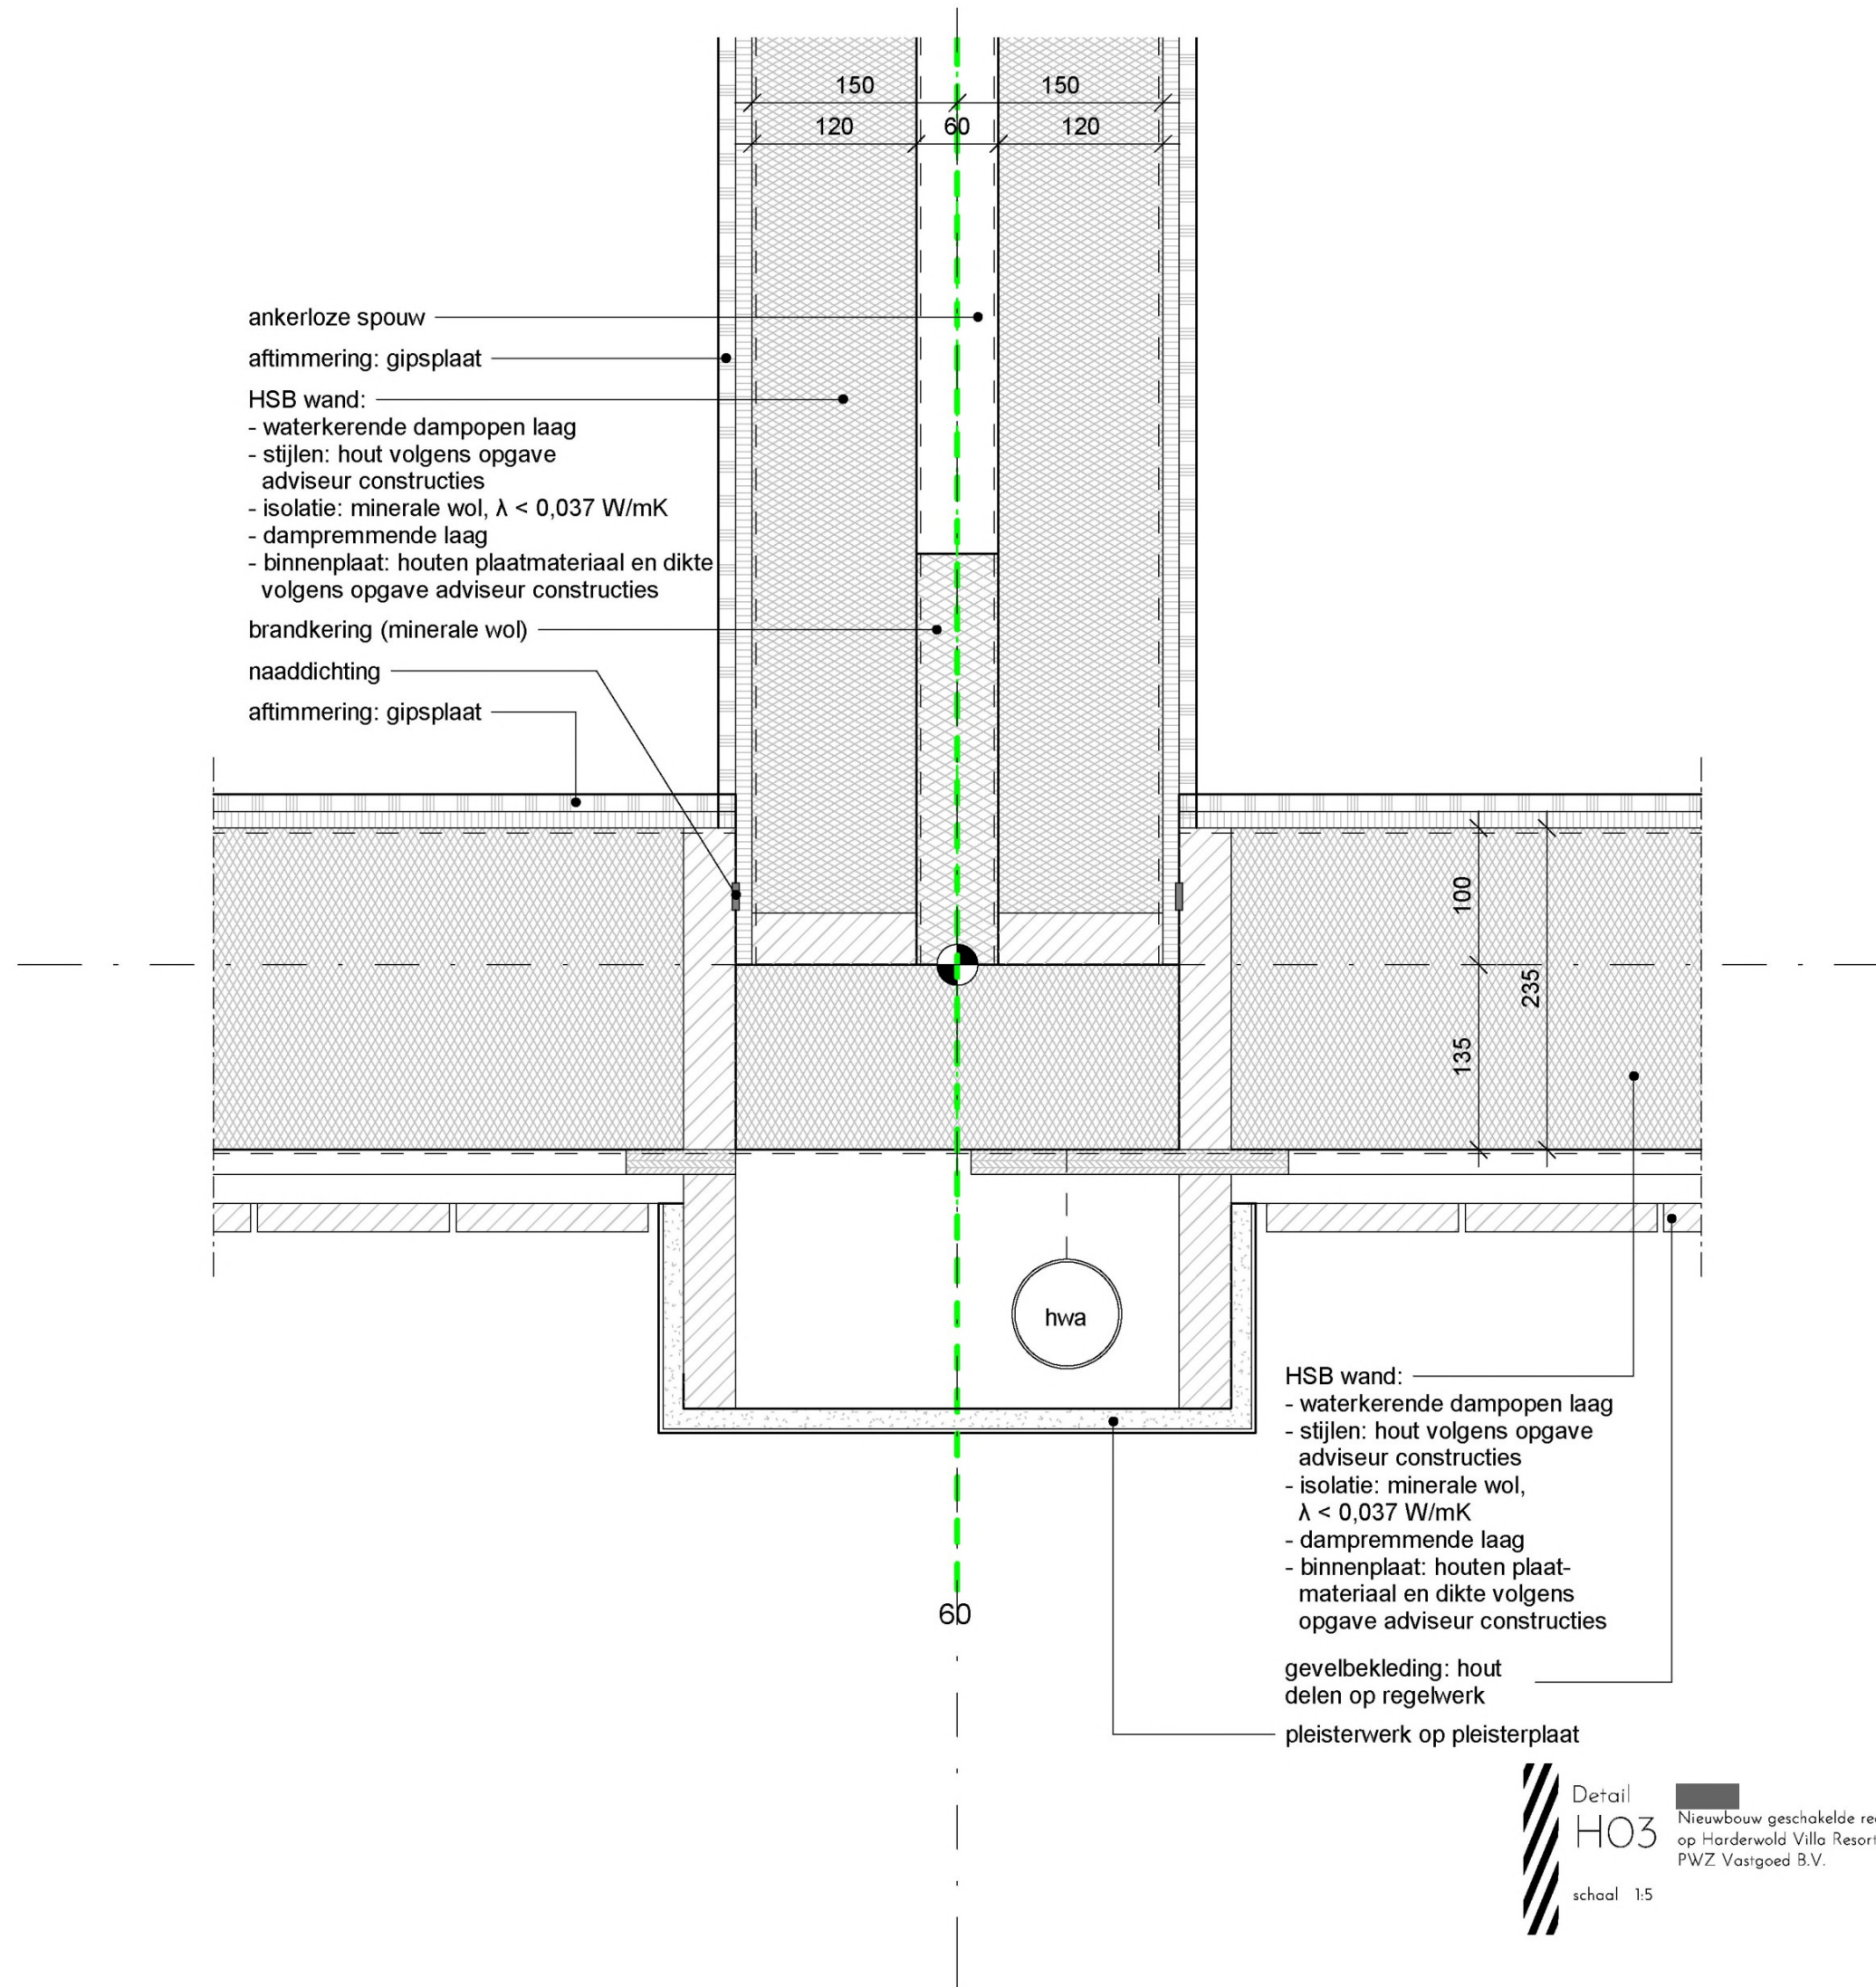 150
150
120
60
120
ankerloze spouw
aftimmering: gipsplaat
HSB wand:
- waterkerende dampopen laag
- stijlen: hout volgens opgave
adviseur constructies
- isolatie: minerale wol, λ < 0,037 W/mK
- dampremmende laag
- binnenplaat: houten plaatmateriaal en dikte
volgens opgave adviseur constructies
brandkering (minerale wol)
naaddichting
aftimmering: gipsplaat
100
235
135
hwa
HSB wand:
- waterkerende dampopen laag
- stijlen: hout volgens opgave
adviseur constructies
- isolatie: minerale wol,
λ < 0,037 W/mK
- dampremmende laag
- binnenplaat: houten plaat-
materiaal en dikte volgens
opgave adviseur constructies
gevelbekleding: hout
delen op regelwerk
pleisterwerk op pleisterplaat
60
Detail
H03
schaal 1:5
Nieuwbouw geschakelde
op Harderwold Villa Resort
PWZ Vastgoed B.V.